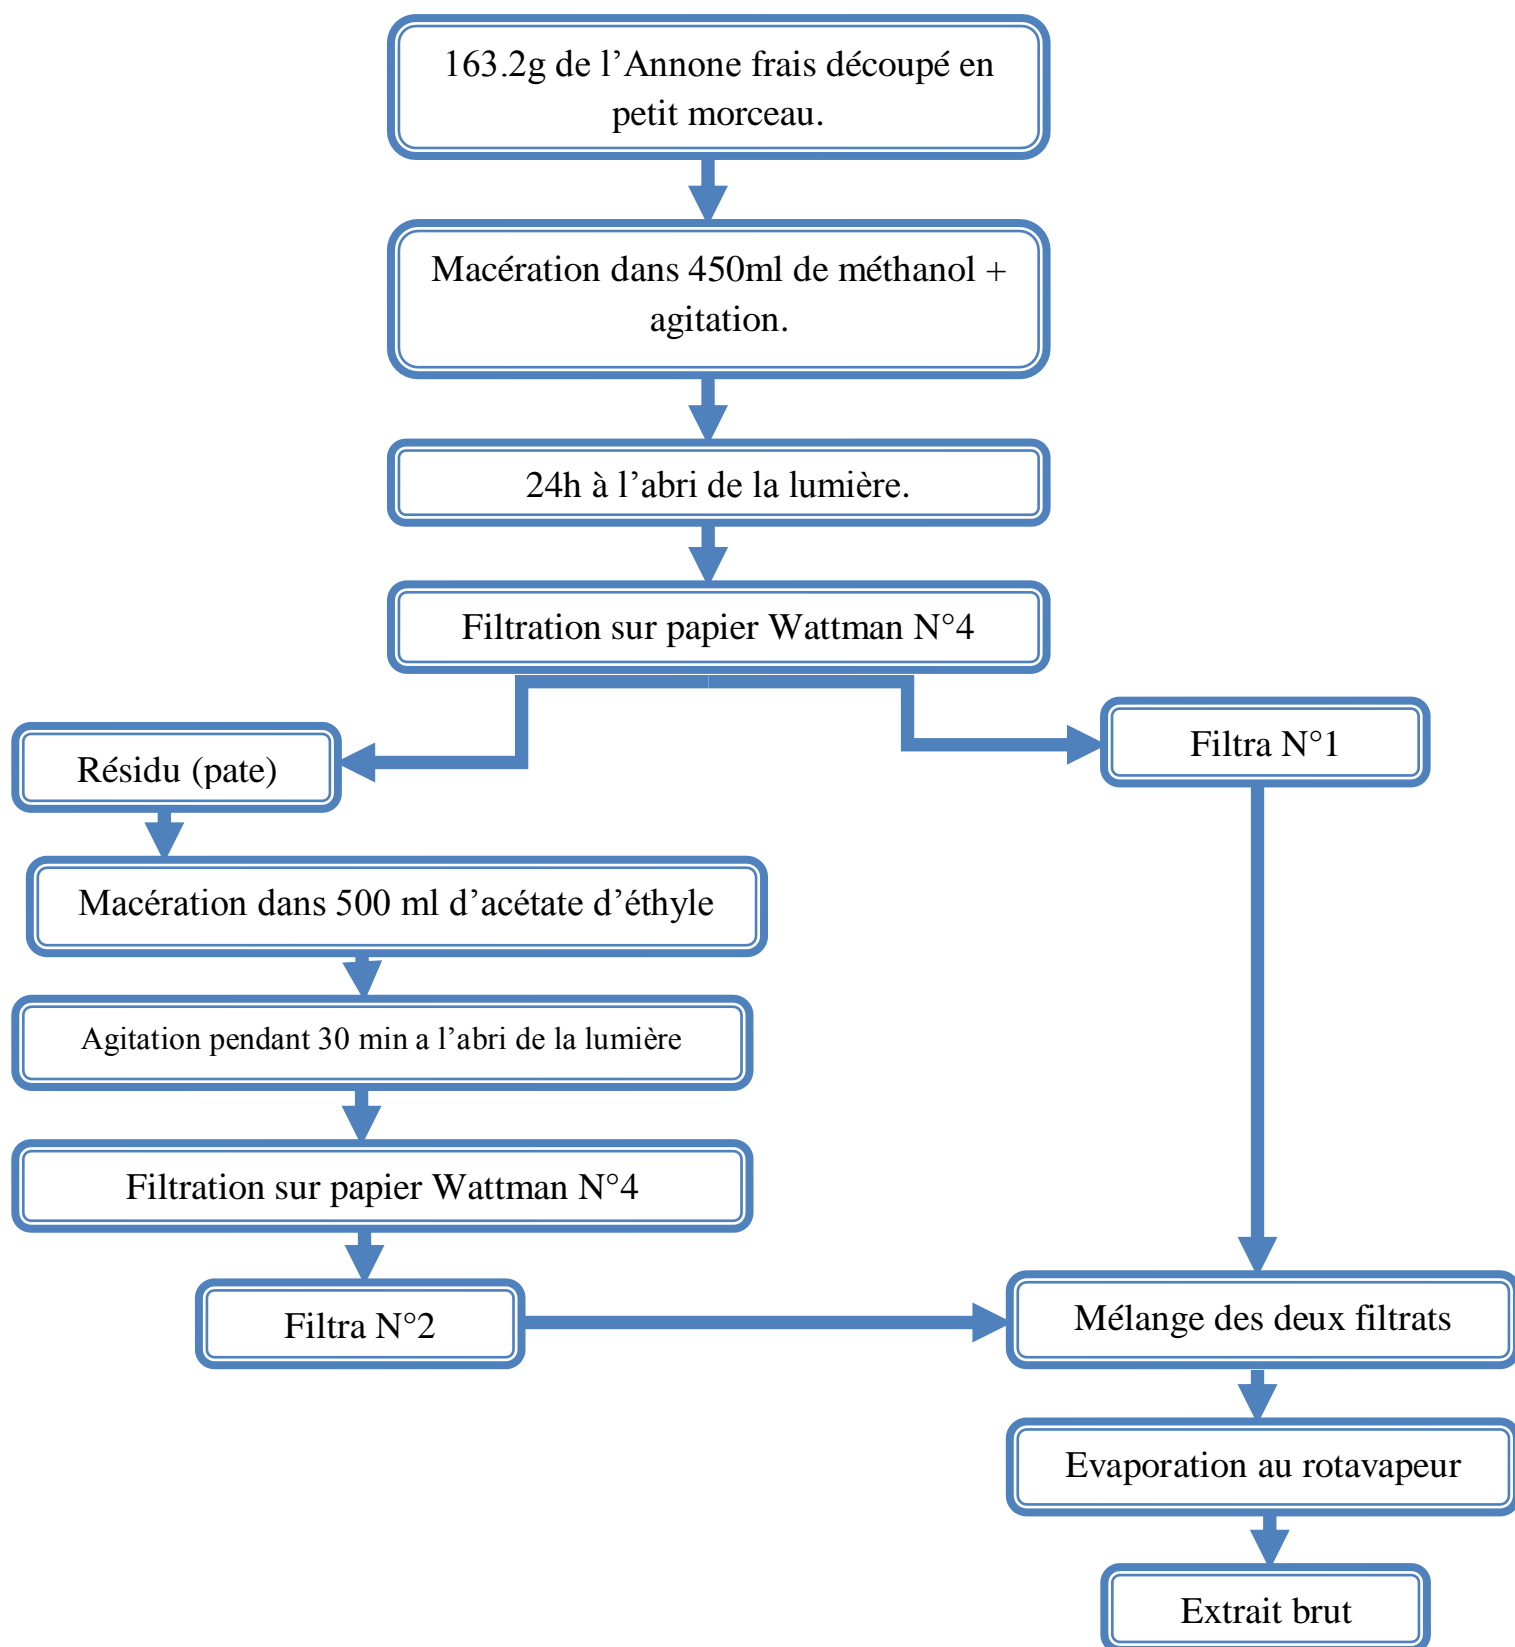 163.2g de l’Annone frais découpé en
petit morceau.
Macération dans 450ml de méthanol +
agitation.
24h à l’abri de la lumière.
Filtration sur papier Wattman N°4
Résidu (pate)
Filtra N°1
Macération dans 500 ml d’acétate d’éthyle
Agitation pendant 30 min a l’abri de la lumière
Filtration sur papier Wattman N°4
Filtra N°2
Mélange des deux filtrats
Evaporation au rotavapeur
Extrait brut